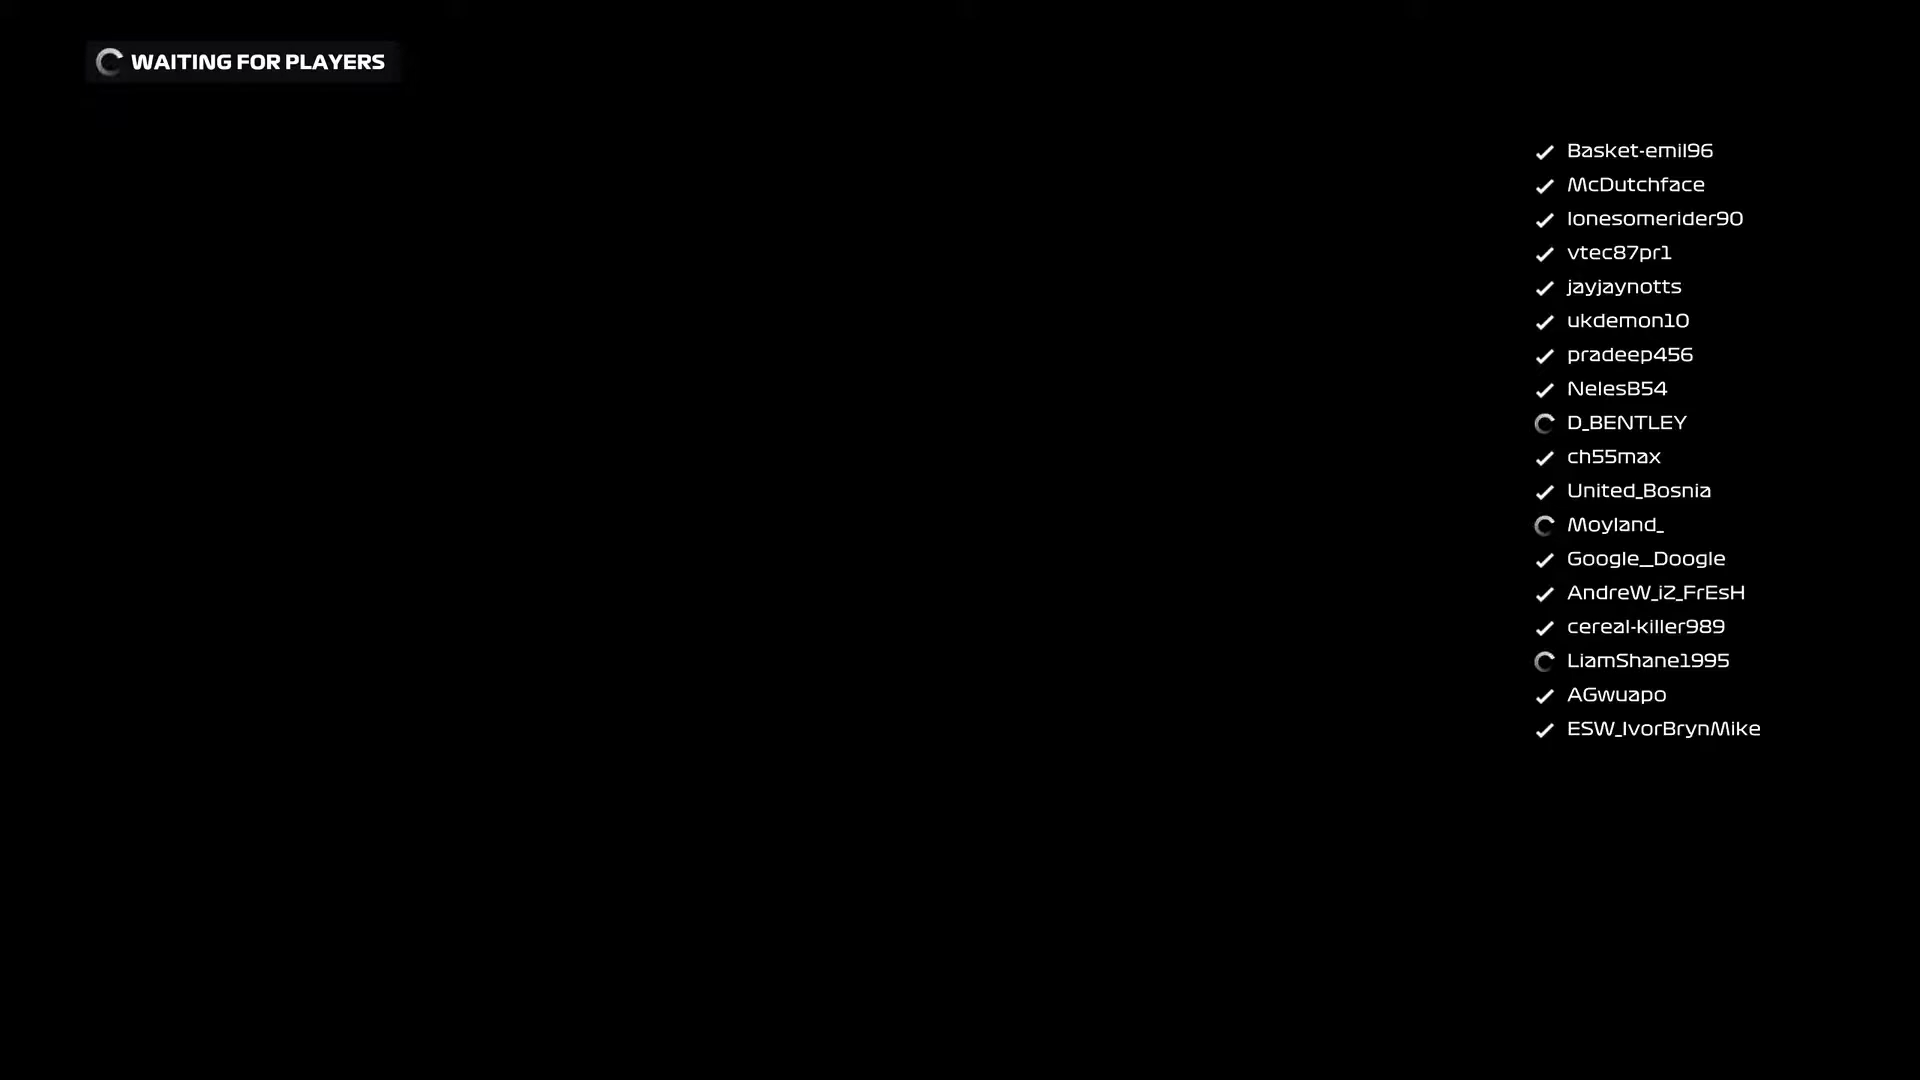 WAITING FOR PLAYERS
Basket-emil96
McDutchface
lonesomerider90
vtec87pr1
jayjaynotts
ukdemon10
pradeep456
NelesB54
D_BENTLEY
ch55max
United_Bosnia
Moyland_
Google__Doogle
AndreW_iZ_FrEsH
cereal-killer989
LiamShane1995
AGwuapo
ESW_IvorBrynMike